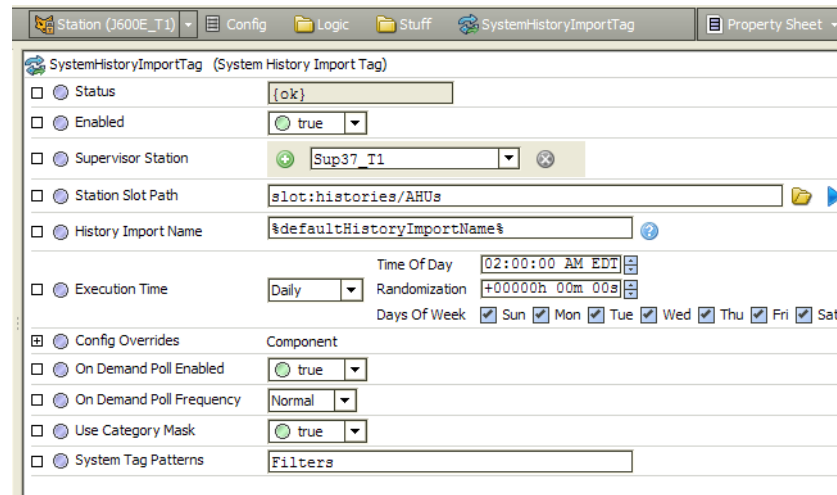 Station (J600E_T1) Config Logic Stuff SystemHistoryImportTag Property Sheet
SystemHistoryImportTag (System History Import Tag)
Status {ok}
Enabled true
Supervisor Station Sup37_T1
Station Slot Path slot:histories/AHUs
History Import Name %defaultHistoryImportName%
Time Of Day 02:00:00 AM EDT
Execution Time Daily Randomization +00000h 00m 00s
Days Of Week Sun Mon Tue Wed Thu Fri Sat
Config Overrides Component
On Demand Poll Enabled true
On Demand Poll Frequency Normal
Use Category Mask true
System Tag Patterns Filters